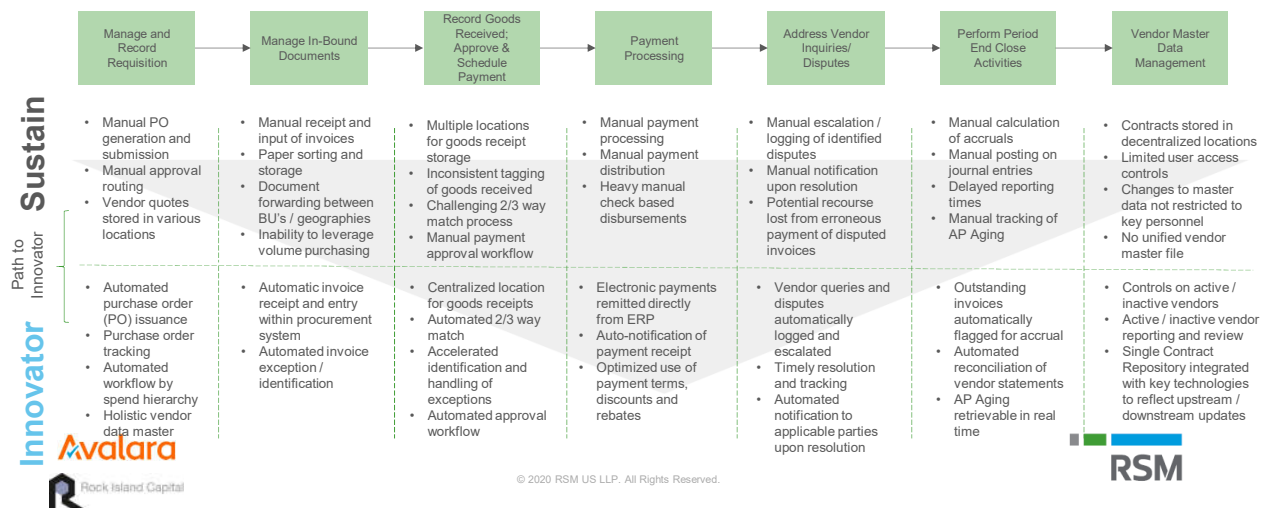 Manage and
Record
Requisition
Manage In-Bound
Documents
Record Goods
Received;
Approve &
Schedule
Payment
Payment
Processing
Address Vendor
Inquiries/
Disputes
Perform Period
End Close
Activities
Vendor Master
Data
Management
Sustain
• Manual PO
generation and
submission
• Manual approval
routing
• Vendor quotes
stored in various
locations
• Manual receipt and
input of invoices
• Paper sorting and
storage
• Document
forwarding between
BU's / geographies
• Inability to leverage
volume purchasing
• Multiple locations
for goods receipt
storage
• Inconsistent tagging
of goods received
• Challenging 2/3 way
match process
• Manual payment
approval workflow
• Manual payment
processing
• Manual payment
distribution
• Heavy manual
check based
disbursements
• Manual escalation /
logging of identified
disputes
• Manual notification
upon resolution
• Potential recourse
lost from erroneous
payment of disputed
invoices
• Manual calculation
of accruals
• Manual posting on
journal entries
• Delayed reporting
times
• Manual tracking of
AP Aging
• Contracts stored in
decentralized locations
• Limited user access
controls
• Changes to master
data not restricted to
key personnel
• No unified vendor
master file
Path to
Innovator
Innovator
• Automated
purchase order
(PO) issuance
• Purchase order
tracking
• Automated
workflow by
spend hierarchy
• Holistic vendor
data master
• Automatic invoice
receipt and entry
within procurement
system
• Automated invoice
exception /
identification
• Centralized location
for goods receipts
• Automated 2/3 way
match
• Accelerated
identification and
handling of
exceptions
• Automated approval
workflow
• Electronic payments
remitted directly
from ERP
• Auto-notification of
payment receipt
• Optimized use of
payment terms,
discounts and
rebates
• Vendor queries and
disputes
automatically
logged and
escalated
• Timely resolution
and tracking
• Automated
notification to
applicable parties
upon resolution
• Outstanding
invoices
automatically
flagged for accrual
• Automated
reconciliation of
vendor statements
• AP Aging
retrievable in real
time
• Controls on active /
inactive vendors
• Active / inactive vendor
reporting and review
• Single Contract
Repository integrated
with key technologies
to reflect upstream /
downstream updates
Avalara
Rock Island Capital
© 2020 RSM US LLP. All Rights Reserved.
RSM